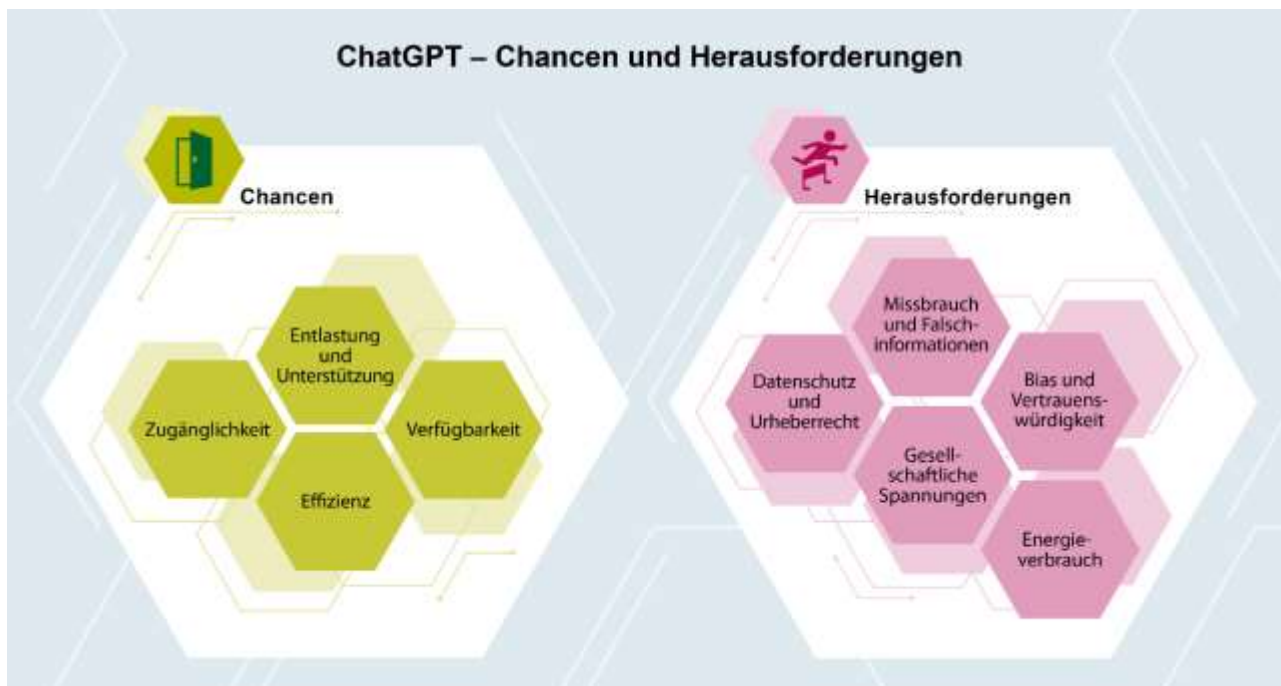 ChatGPT – Chancen und Herausforderungen
Chancen
Entlastung
und
Unterstützung
Zugänglichkeit
Verfügbarkeit
Effizienz
Herausforderungen
Missbrauch
und Falsch-
informationen
Datenschutz
und
Urheberrecht
Bias und
Vertrauens-
würdigkeit
Gesell-
schaftliche
Spannungen
Energie-
verbrauch